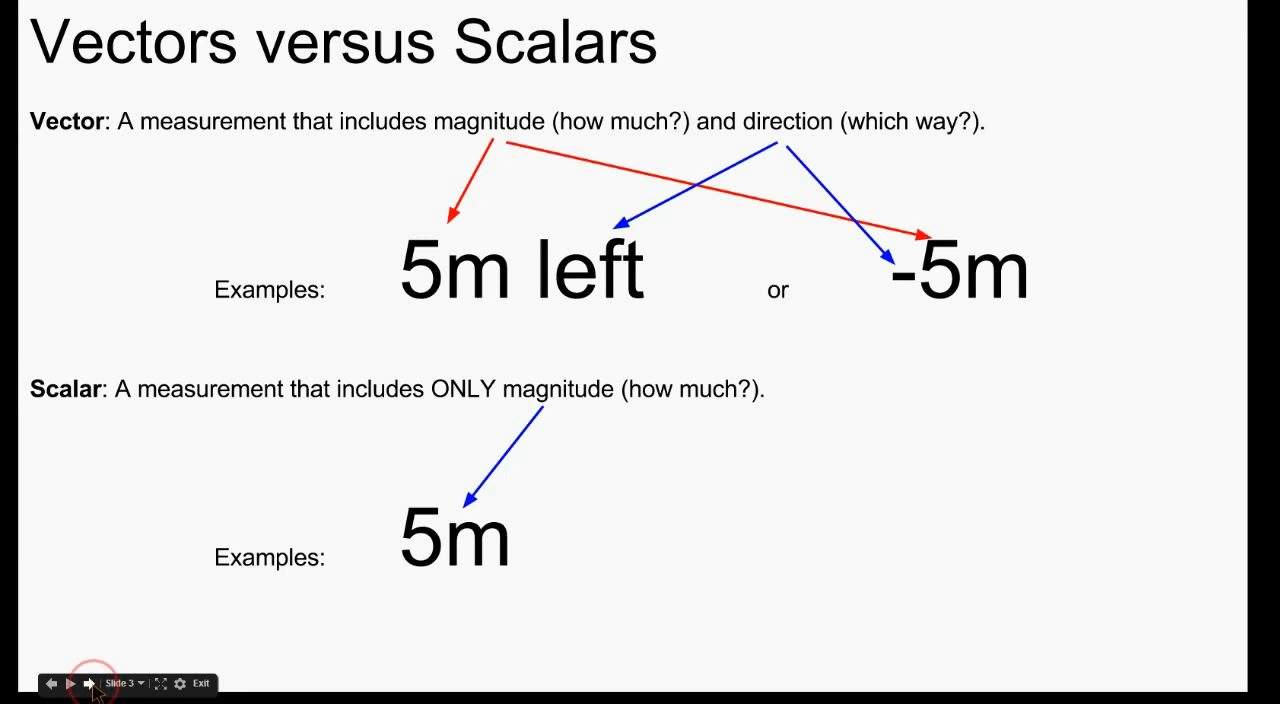 Vectors versus Scalars
Vector: A measurement that includes magnitude (how much?) and direction (which way?).
Examples: 5m left or -5m
Scalar: A measurement that includes ONLY magnitude (how much?).
Examples: 5m
Slide 3 Exit